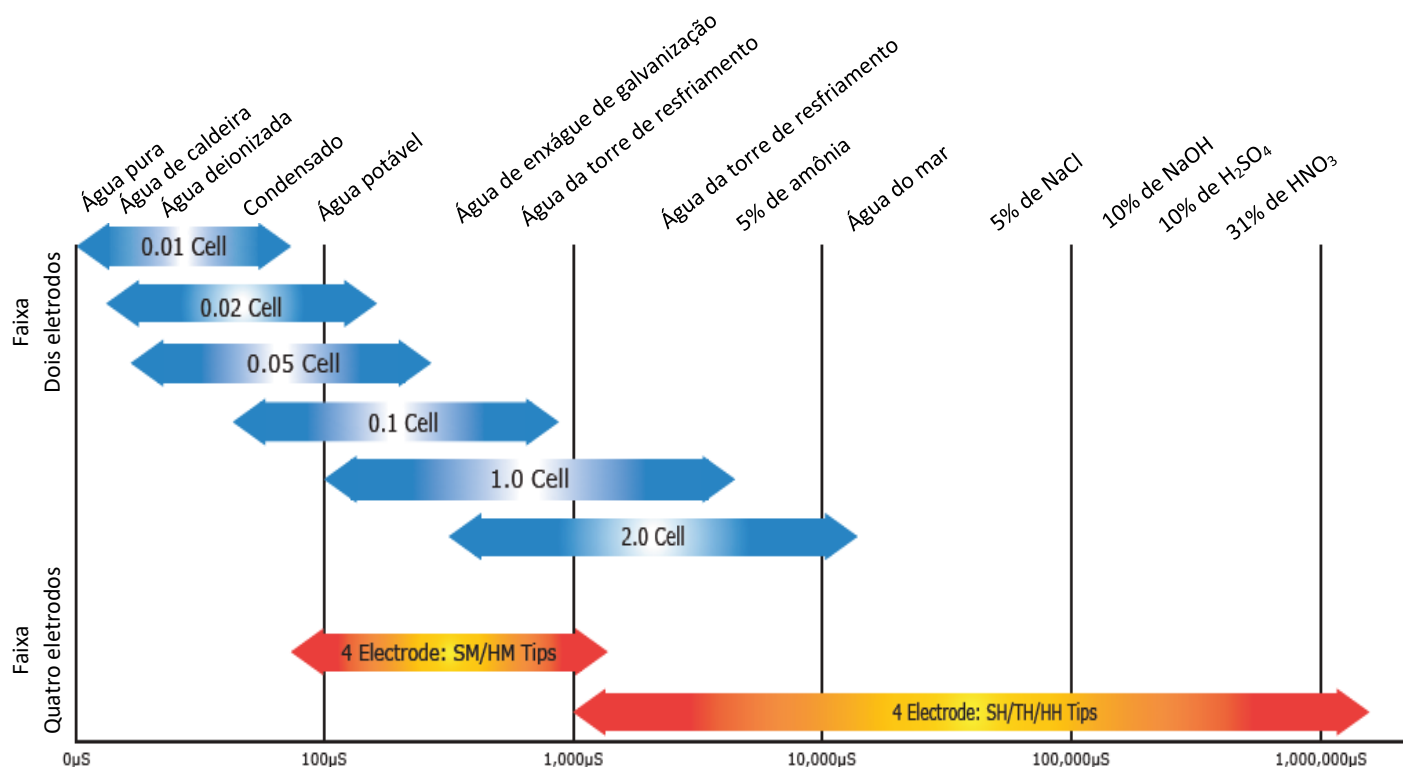 Água pura
Água de caldeira
Água deionizada
Condensado
Água potável
Água de enxágue de galvanização
Água da torre de resfriamento
Água da torre de resfriamento
5% de amônia
Água do mar
5% de NaCl
10% de NaOH
10% de H₂SO₄
31% de HNO₃
Faixa
Dois eletrodos
0.01 Cell
0.02 Cell
0.05 Cell
0.1 Cell
1.0 Cell
2.0 Cell
Faixa
Quatro eletrodos
4 Electrode: SM/HM Tips
4 Electrode: SH/TH/HH Tips
0µS
100µS
1,000µS
10,000µS
100,000µS
1,000,000µS